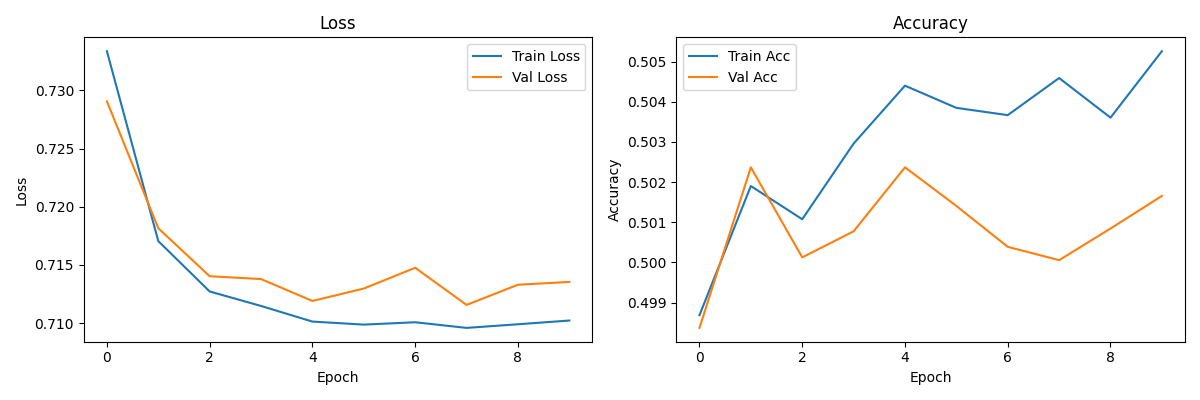 Loss
Train Loss
Val Loss
0.730
0.725
0.720
0.715
0.710
Loss
0 2 4 6 8
Epoch
Accuracy
Train Acc
Val Acc
0.505
0.504
0.503
0.502
0.501
0.500
0.499
Accuracy
0 2 4 6 8
Epoch